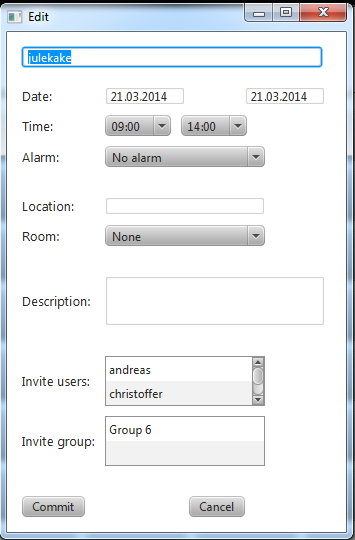 Edit
julekake
Date: 21.03.2014 21.03.2014
Time: 09:00 14:00
Alarm: No alarm
Location:
Room: None
Description:
Invite users: andreas
christoffer
Invite group: Group 6
Commit Cancel